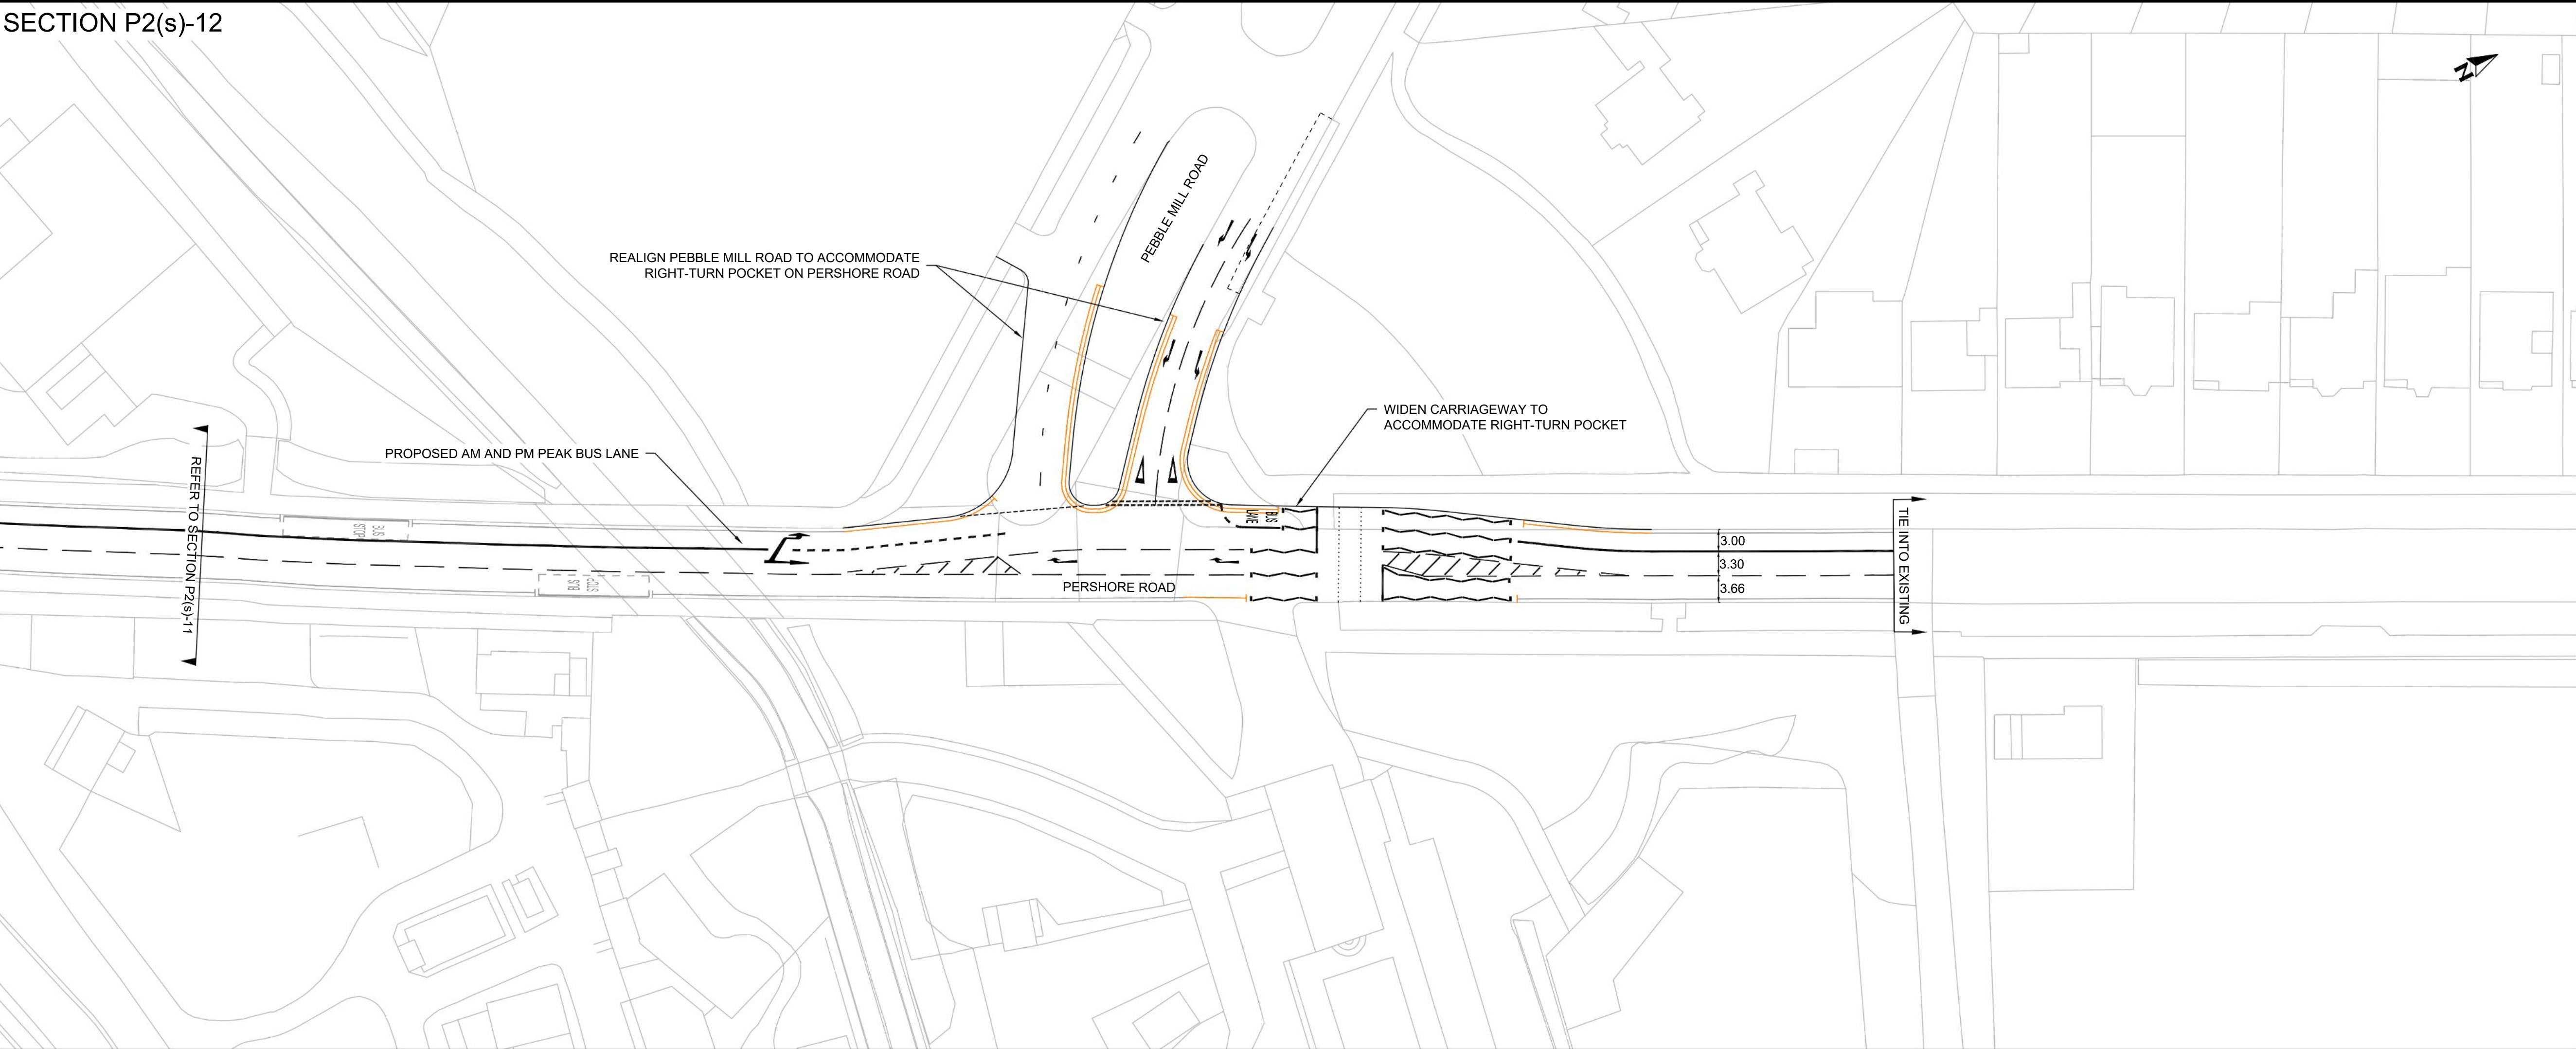 SECTION P2(s)-12
N
PEBBLE MILL ROAD
REALIGN PEBBLE MILL ROAD TO ACCOMMODATE
RIGHT-TURN POCKET ON PERSHORE ROAD
WIDEN CARRIAGEWAY TO
ACCOMMODATE RIGHT-TURN POCKET
PROPOSED AM AND PM PEAK BUS LANE
REFER TO SECTION P2(s)-11
BUS
STOP
BUS
LANE
TIE INTO EXISTING
3.00
3.30
3.66
BUS
STOP
PERSHORE ROAD